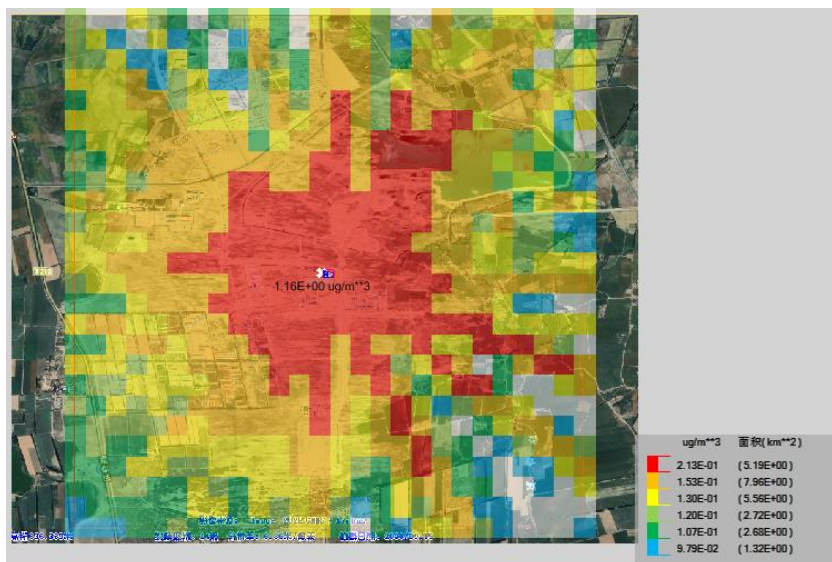 1.16E+00 ug/m**3
ug/m**3 面积(km**2)
2.13E-01 (5.19E+00)
1.53E-01 (7.96E+00)
1.30E-01 (5.56E+00)
1.20E-01 (2.72E+00)
1.07E-01 (2.68E+00)
9.79E-02 (1.32E+00)